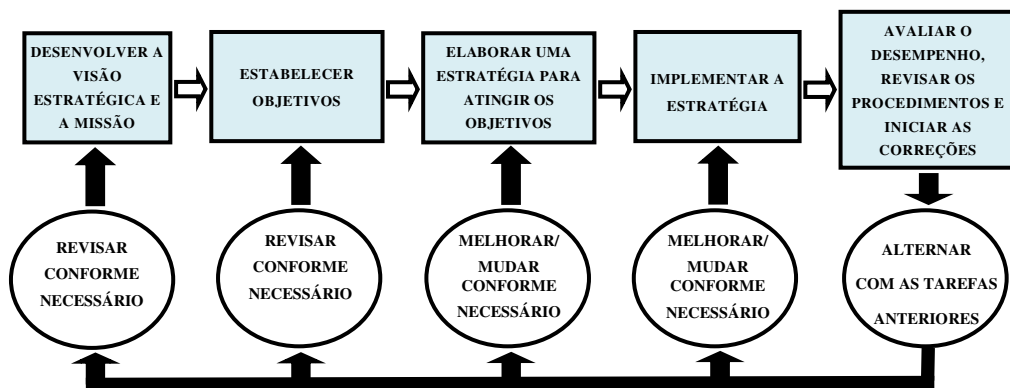 DESENVOLVER A
VISÃO
ESTRATÉGICA E
A MISSÃO
ESTABELECER
OBJETIVOS
ELABORAR UMA
ESTRATÉGIA PARA
ATINGIR OS
OBJETIVOS
IMPLEMENTAR A
ESTRATÉGIA
AVALIAR O
DESEMPENHO,
REVISAR OS
PROCEDIMENTOS E
INICIAR AS
CORREÇÕES
REVISAR
CONFORME
NECESSÁRIO
REVISAR
CONFORME
NECESSÁRIO
MELHORAR/
MUDAR
CONFORME
NECESSÁRIO
MELHORAR/
MUDAR
CONFORME
NECESSÁRIO
ALTERNAR
COM AS TAREFAS
ANTERIORES